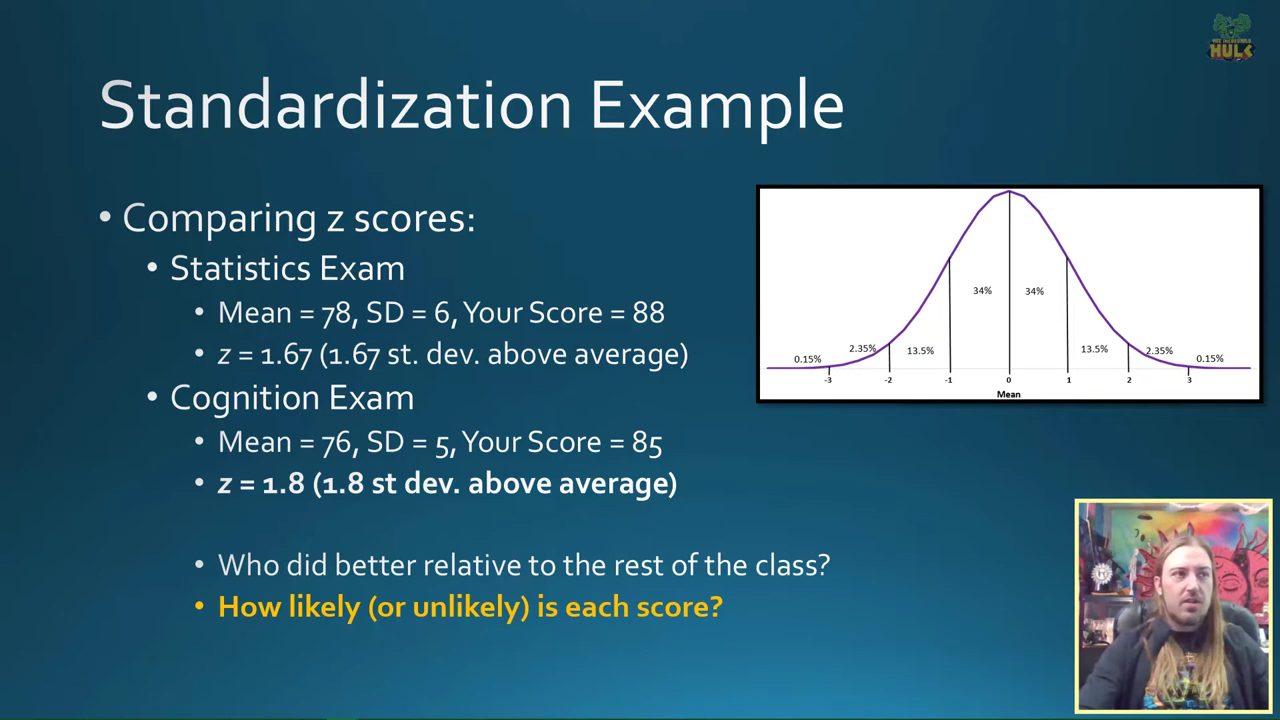 THE INCREDIBLE
HULK
Standardization Example
• Comparing z scores:
• Statistics Exam
• Mean = 78, SD = 6, Your Score = 88
• z = 1.67 (1.67 st. dev. above average)
• Cognition Exam
• Mean = 76, SD = 5, Your Score = 85
• z = 1.8 (1.8 st dev. above average)
• Who did better relative to the rest of the class?
• How likely (or unlikely) is each score?
34% 34%
0.15% 2.35% 13.5% 13.5% 2.35% 0.15%
-3 -2 -1 0 1 2 3
Mean